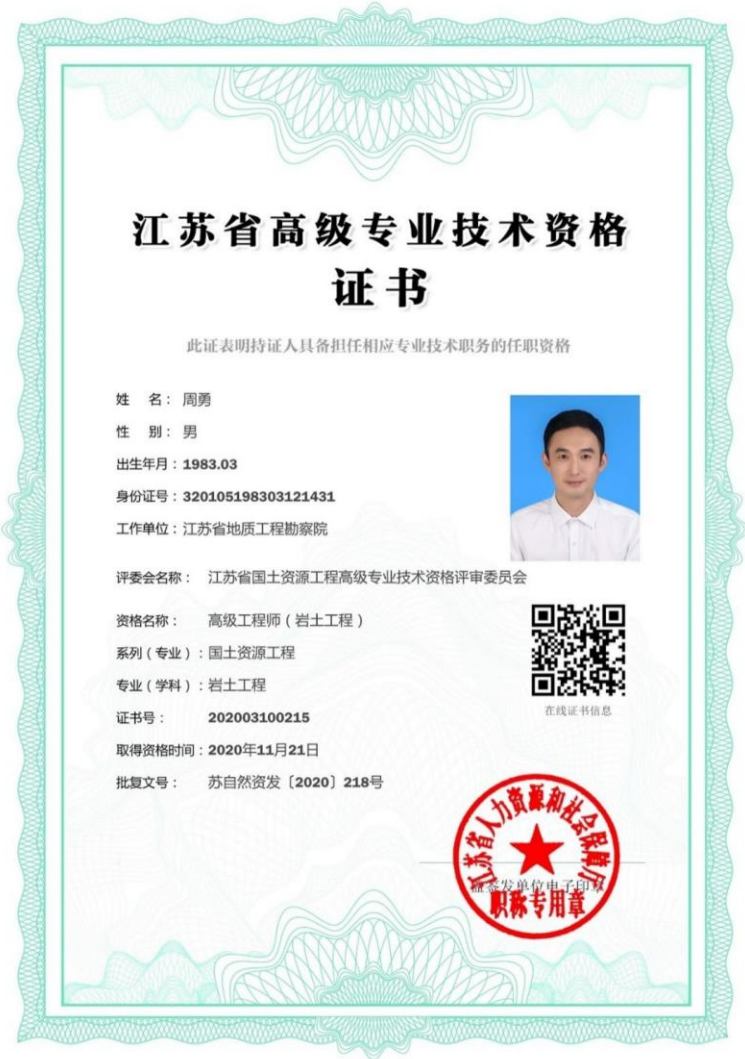 江苏省高级专业技术资格
证书
此证表明持证人具备担任相应专业技术职务的任职资格
姓 名：周勇
性 别：男
出生年月：1983.03
身份证号：320105198303121431
工作单位：江苏省地质工程勘察院
评委会名称： 江苏省国土资源工程高级专业技术资格评审委员会
资格名称： 高级工程师（岩土工程）
系列（专业）：国土资源工程
专业（学科）：岩土工程
证书号： 202003100215
取得资格时间：2020年11月21日
批复文号： 苏自然资发〔2020〕218号
在线证书信息
江苏省人力资源和社会保障厅
盖签发单位电子印章
职称专用章